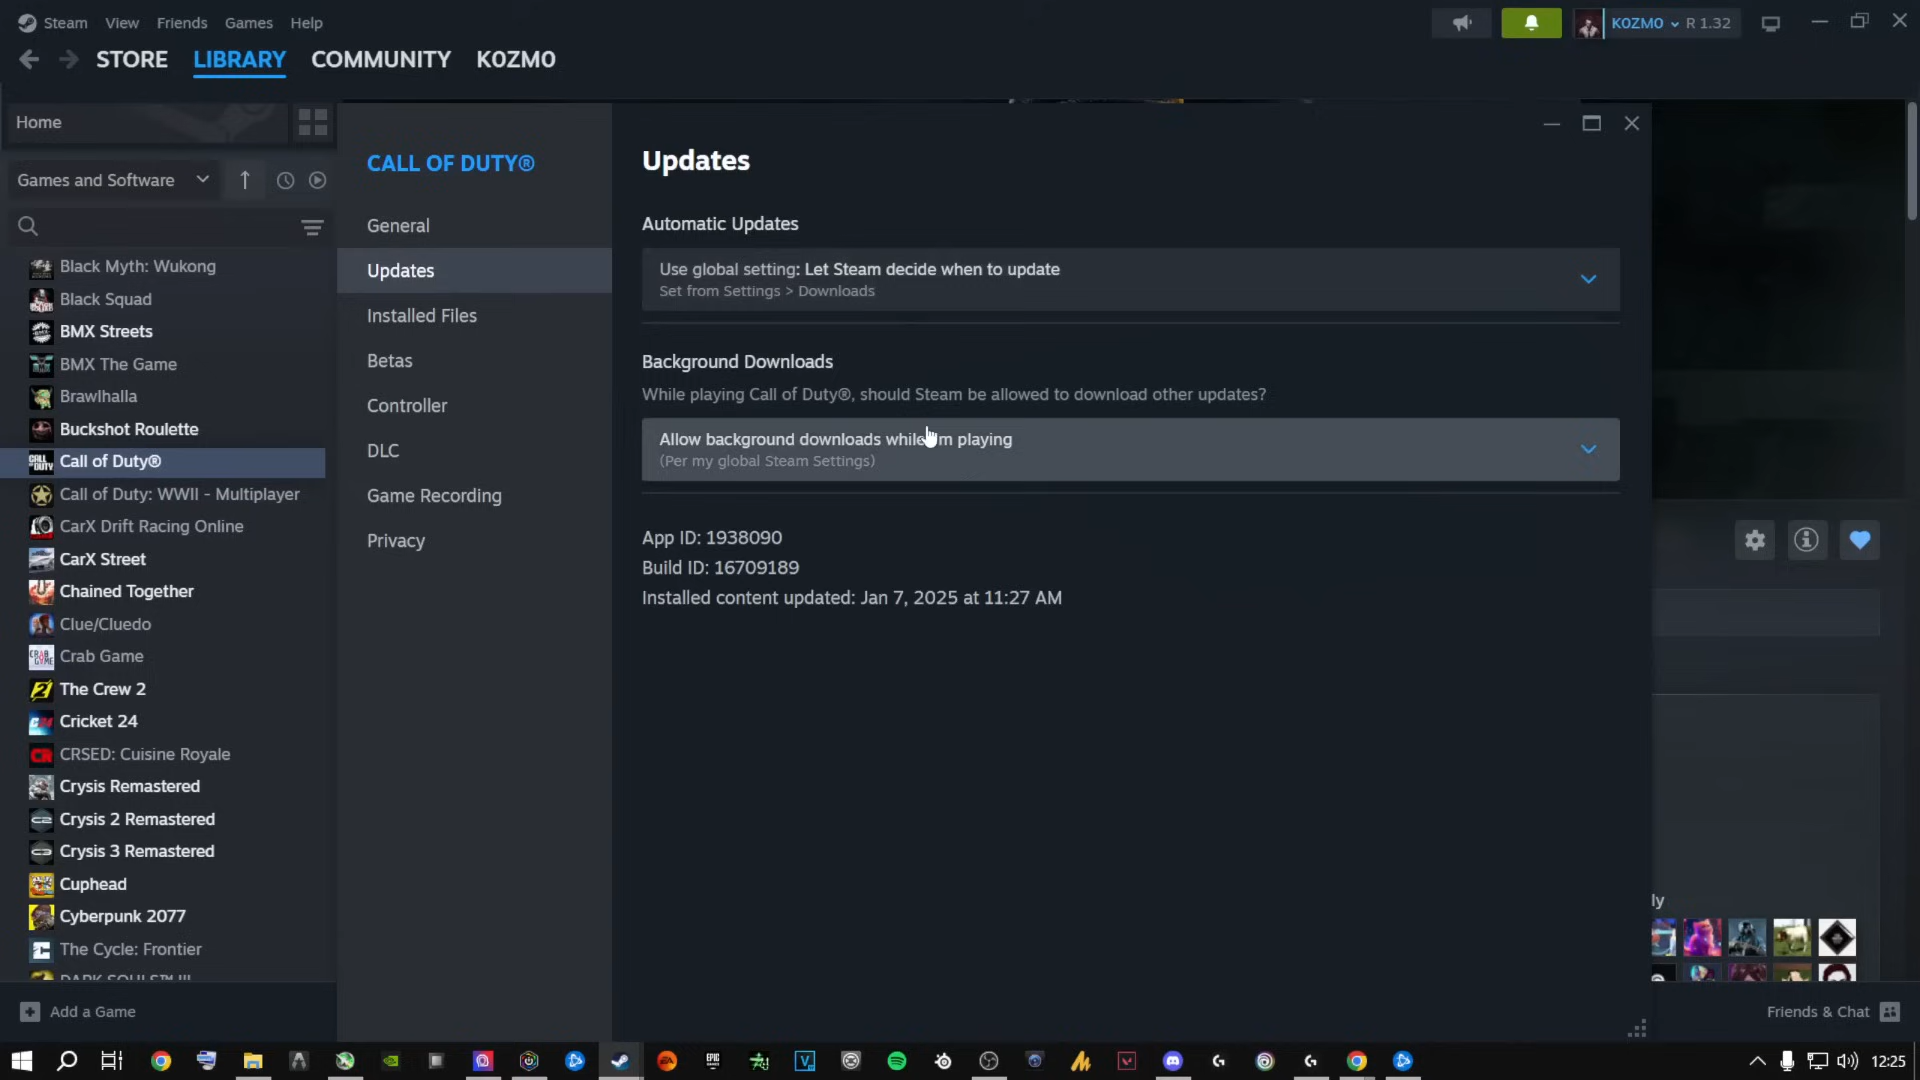 Steam View Friends Games Help
K0ZM0 R 1.32
STORE LIBRARY COMMUNITY K0ZM0
Home
Games and Software
Black Myth: Wukong
Black Squad
BMX Streets
BMX The Game
Brawlhalla
Buckshot Roulette
Call of Duty®
Call of Duty: WWII - Multiplayer
CarX Drift Racing Online
CarX Street
Chained Together
Clue/Cluedo
Crab Game
The Crew 2
Cricket 24
CRSED: Cuisine Royale
Crysis Remastered
Crysis 2 Remastered
Crysis 3 Remastered
Cuphead
Cyberpunk 2077
The Cycle: Frontier
DARK SOULS™ III
Add a Game
CALL OF DUTY®
General
Updates
Installed Files
Betas
Controller
DLC
Game Recording
Privacy
Updates
Automatic Updates
Use global setting: Let Steam decide when to update
Set from Settings > Downloads
Background Downloads
While playing Call of Duty®, should Steam be allowed to download other updates?
Allow background downloads while I'm playing
(Per my global Steam Settings)
App ID: 1938090
Build ID: 16709189
Installed content updated: Jan 7, 2025 at 11:27 AM
ly
Friends & Chat
12:25